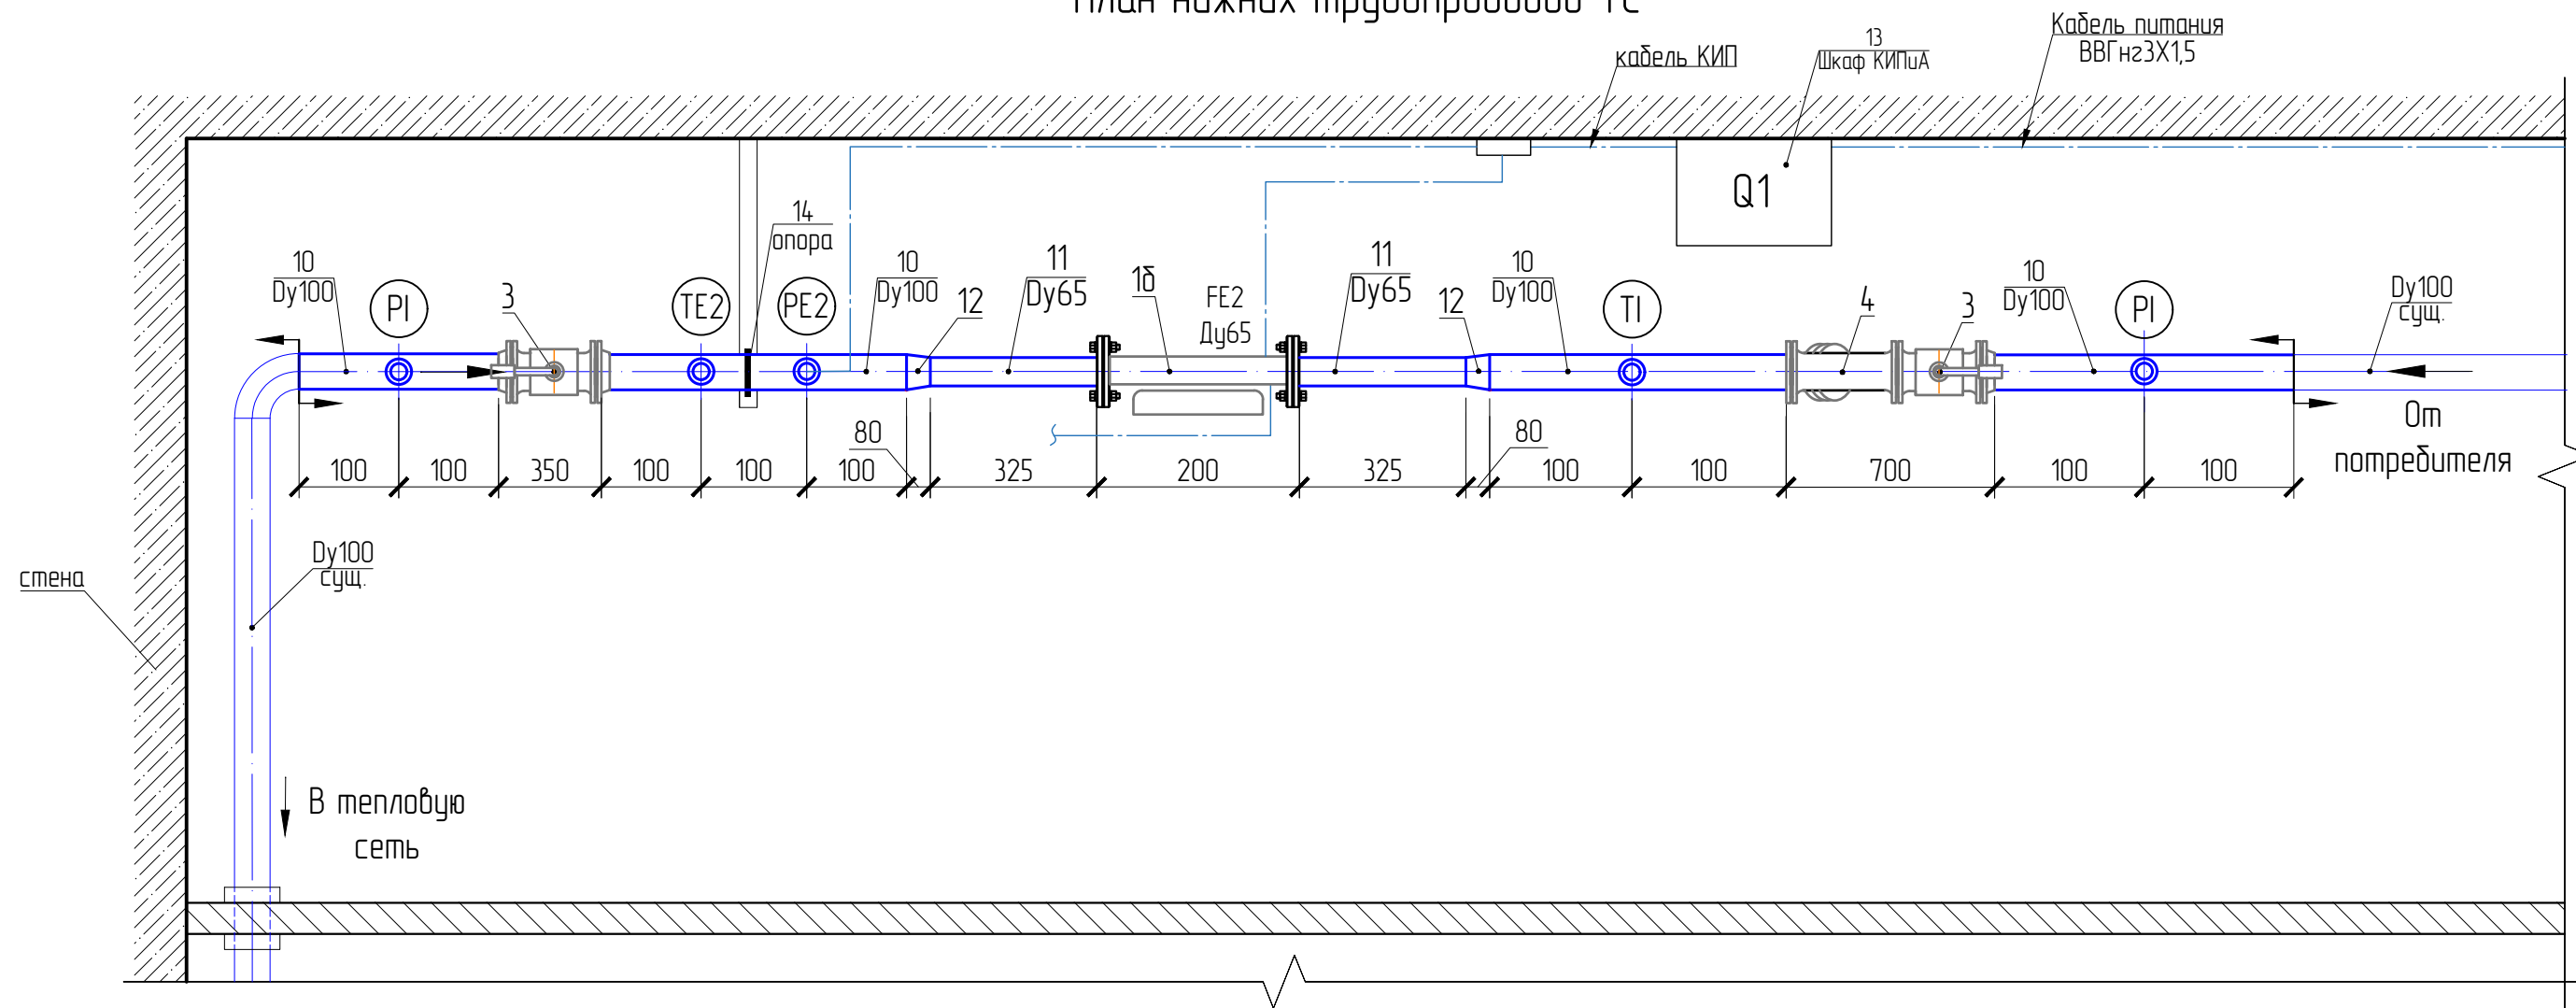 План нижних трубопроводов ТС
кабель КИП
13
Шкаф КИПиА
Кабель питания
ВВГнг3Х1,5
Q1
14
опора
10
Dy100
PI
3
TE2
PE2
10
Dy100
12
11
Dy65
1δ
FE2
Ду65
11
Dy65
12
10
Dy100
TI
4
3
10
Dy100
PI
Dy100
сущ.
От
потребителя
100
100
350
100
100
100
80
325
200
325
80
100
100
700
100
100
стена
Dy100
сущ.
В тепловую
сеть